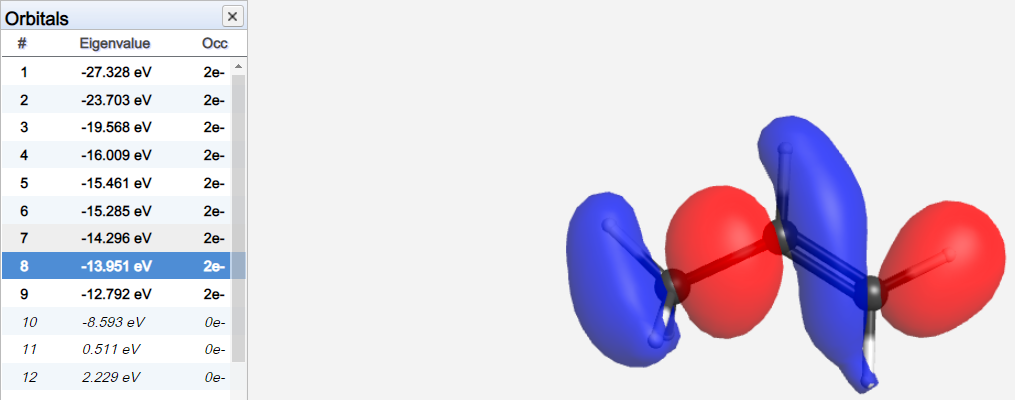 Orbitals
# Eigenvalue Occ
1 -27.328 eV 2e-
2 -23.703 eV 2e-
3 -19.568 eV 2e-
4 -16.009 eV 2e-
5 -15.461 eV 2e-
6 -15.285 eV 2e-
7 -14.296 eV 2e-
8 -13.951 eV 2e-
9 -12.792 eV 2e-
10 -8.593 eV 0e-
11 0.511 eV 0e-
12 2.229 eV 0e-